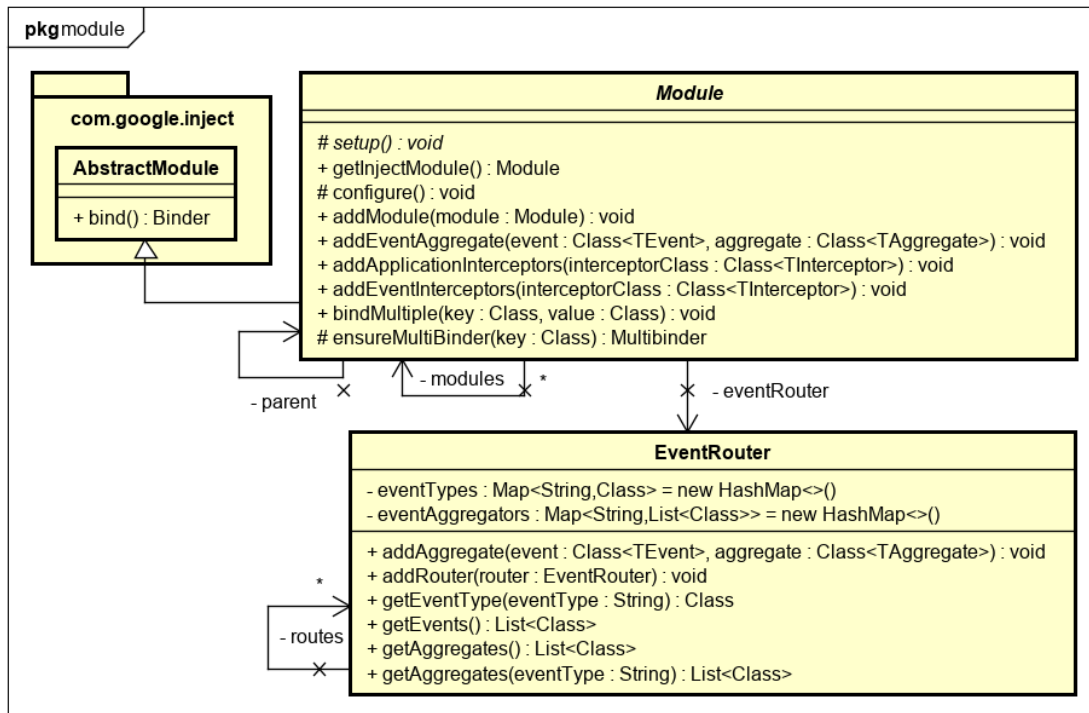 pkg module
com.google.inject
AbstractModule
+ bind() : Binder
Module
# setup() : void
+ getInjectModule() : Module
# configure() : void
+ addModule(module : Module) : void
+ addEventAggregate(event : Class<TEvent>, aggregate : Class<TAggregate>) : void
+ addApplicationInterceptors(interceptorClass : Class<TInterceptor>) : void
+ addEventInterceptors(interceptorClass : Class<TInterceptor>) : void
+ bindMultiple(key : Class, value : Class) : void
# ensureMultiBinder(key : Class) : Multibinder
- parent
- modules
*
- eventRouter
EventRouter
- eventTypes : Map<String,Class> = new HashMap<>()
- eventAggregators : Map<String,List<Class>> = new HashMap<>()
+ addAggregate(event : Class<TEvent>, aggregate : Class<TAggregate>) : void
+ addRouter(router : EventRouter) : void
+ getEventType(eventType : String) : Class
+ getEvents() : List<Class>
+ getAggregates() : List<Class>
+ getAggregates(eventType : String) : List<Class>
*
- routes